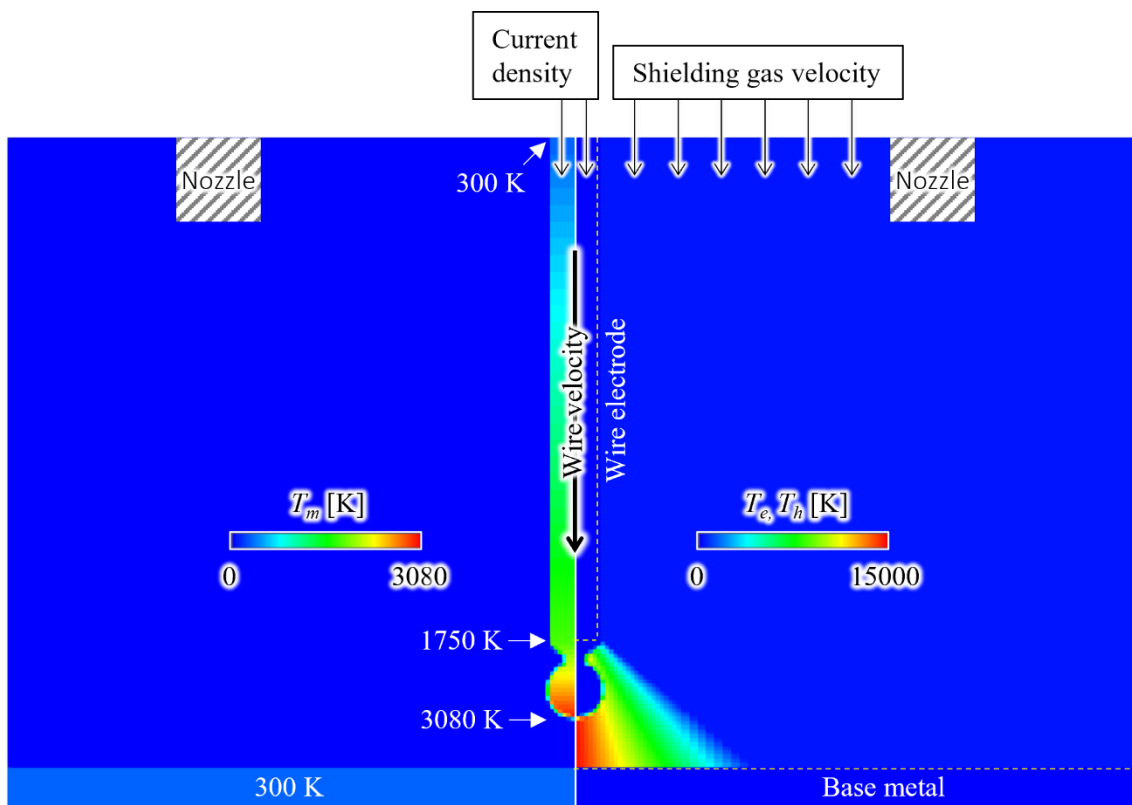 Current
density
Shielding gas velocity
Nozzle
300 K
Nozzle
Wire-velocity
Wire electrode
T_m [K]
0
3080
T_e, T_h [K]
0
15000
1750 K
3080 K
300 K
Base metal